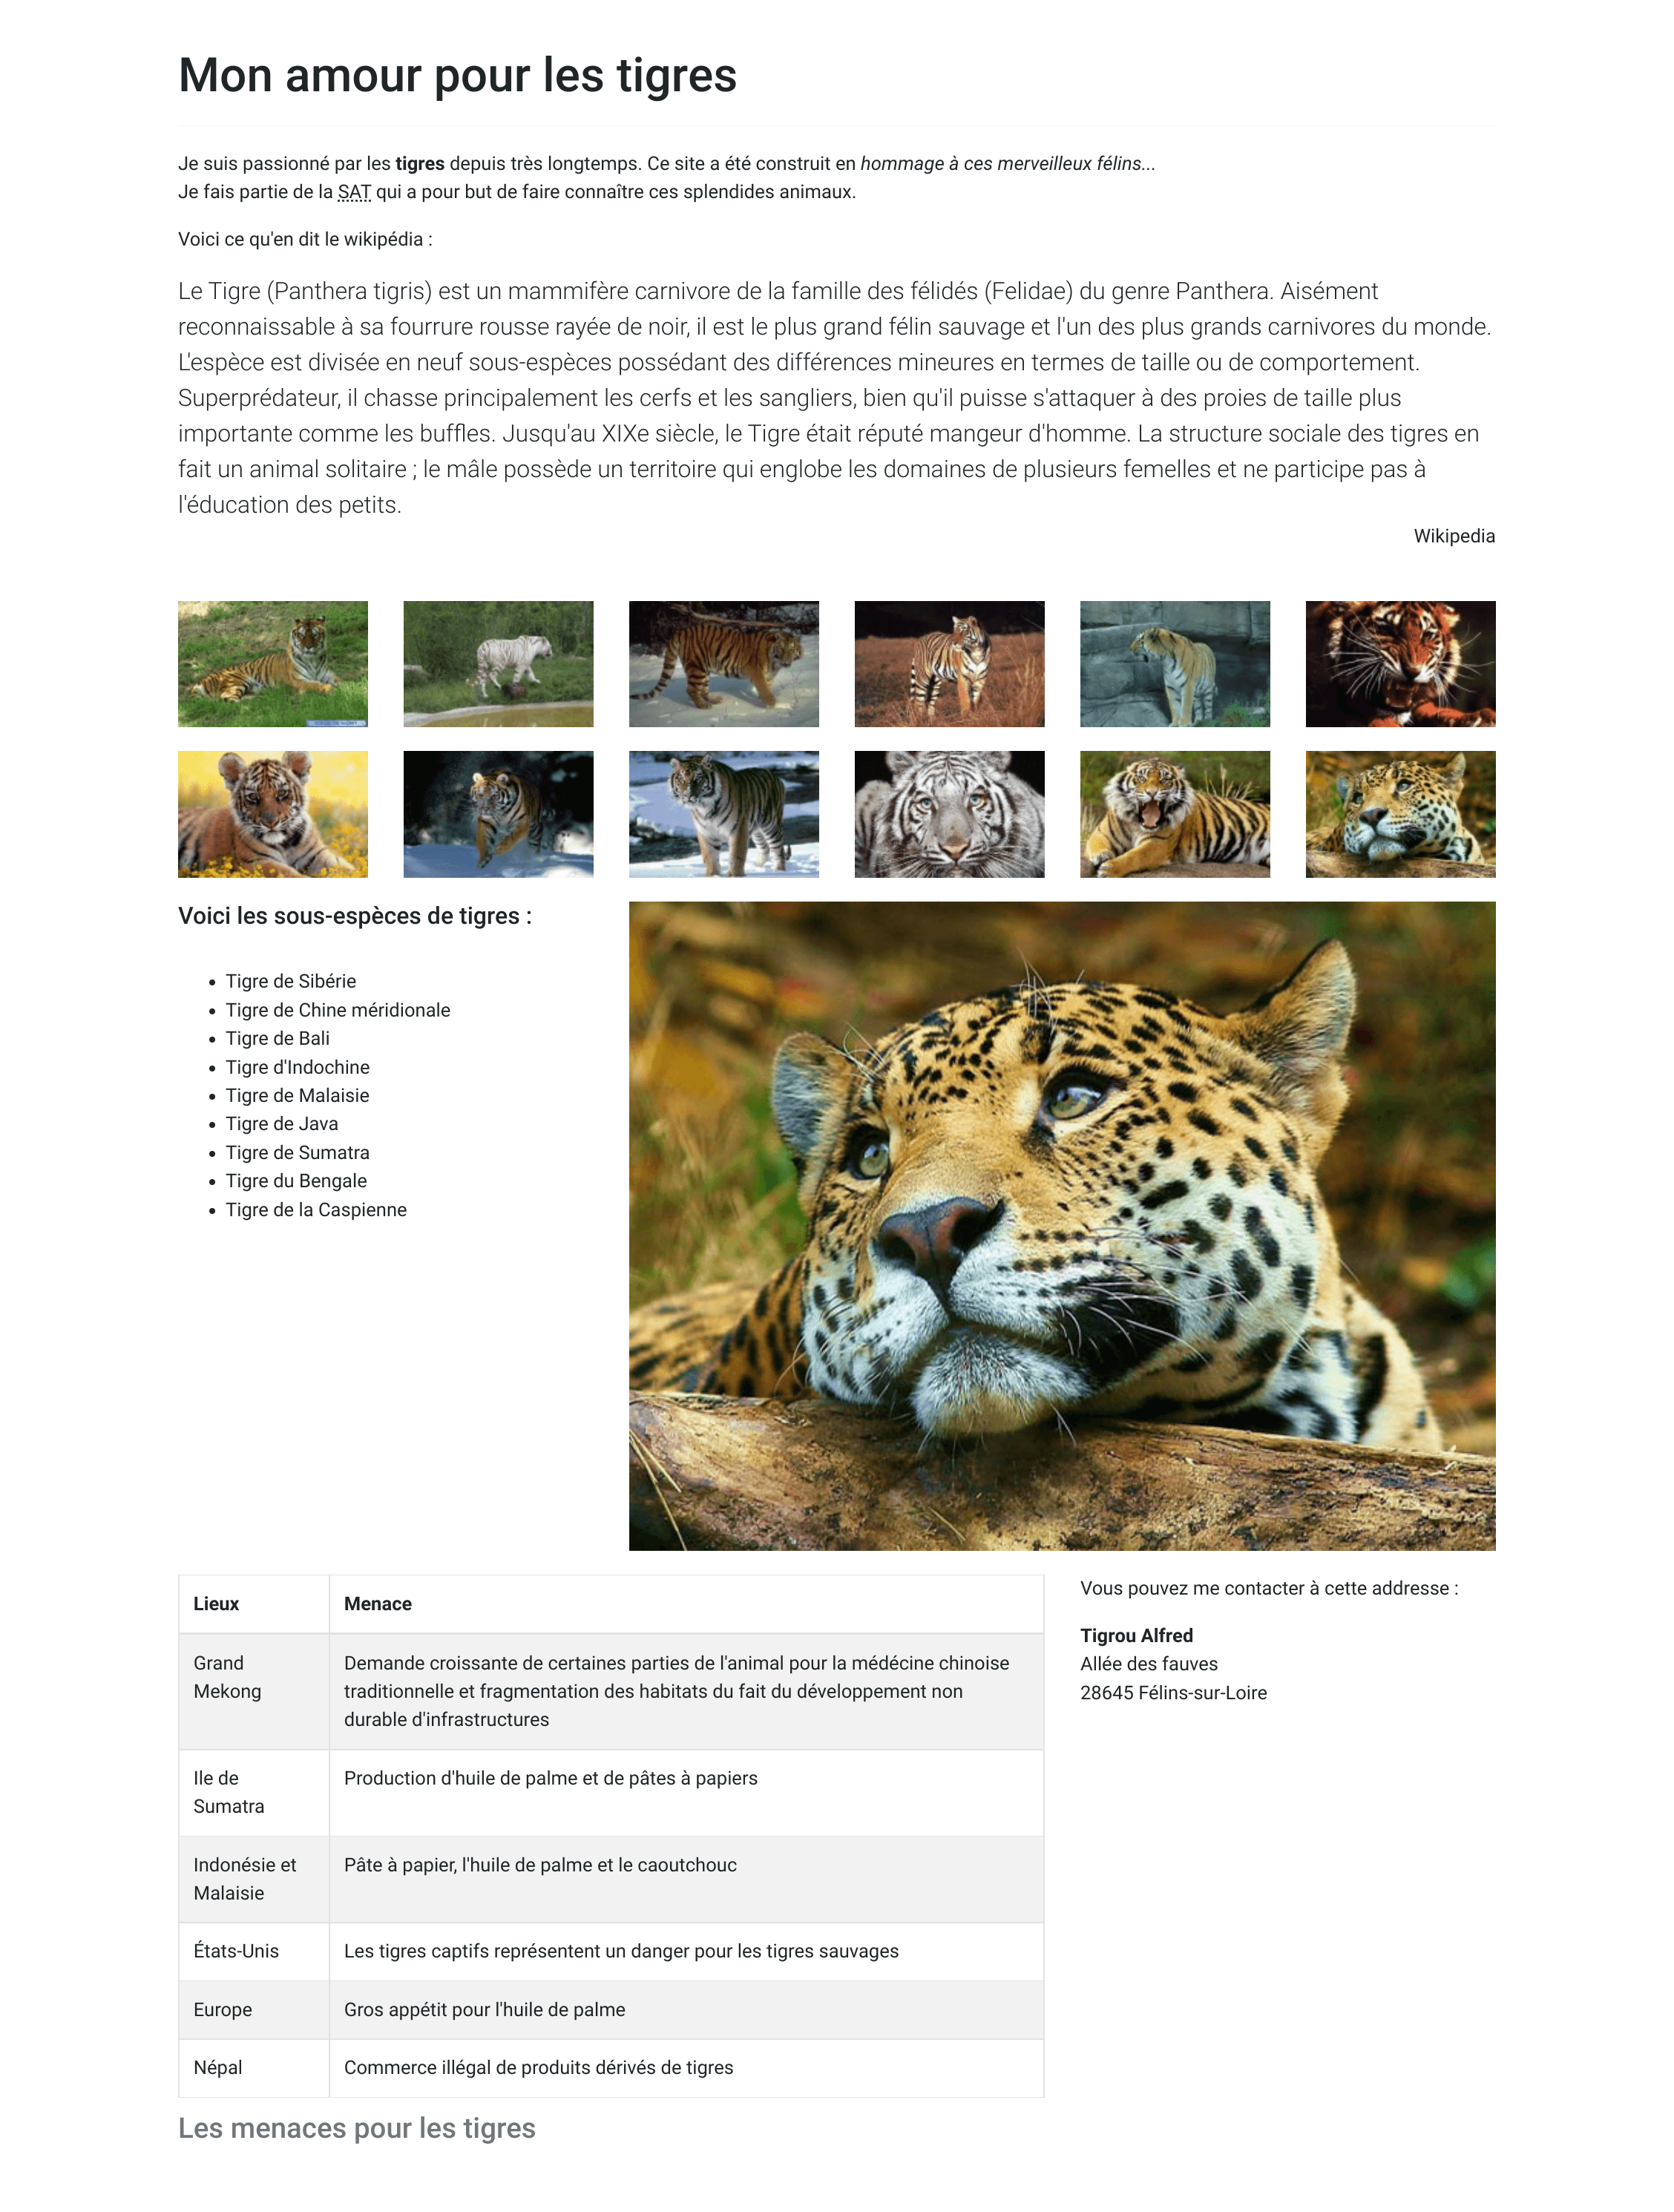 Mon amour pour les tigres
Je suis passionné par les tigres depuis très longtemps. Ce site a été construit en hommage à ces merveilleux félins...
Je fais partie de la SAT qui a pour but de faire connaître ces splendides animaux.
Voici ce qu'en dit le wikipédia :
Le Tigre (Panthera tigris) est un mammifère carnivore de la famille des félidés (Felidae) du genre Panthera. Aisément
reconnaissable à sa fourrure rousse rayée de noir, il est le plus grand félin sauvage et l'un des plus grands carnivores du monde.
L'espèce est divisée en neuf sous-espèces possédant des différences mineures en termes de taille ou de comportement.
Superprédateur, il chasse principalement les cerfs et les sangliers, bien qu'il puisse s'attaquer à des proies de taille plus
importante comme les buffles. Jusqu'au XIXe siècle, le Tigre était réputé mangeur d'homme. La structure sociale des tigres en
fait un animal solitaire ; le mâle possède un territoire qui englobe les domaines de plusieurs femelles et ne participe pas à
l'éducation des petits.
Wikipedia
Voici les sous-espèces de tigres :
Tigre de Sibérie
Tigre de Chine méridionale
Tigre de Bali
Tigre d'Indochine
Tigre de Malaisie
Tigre de Java
Tigre de Sumatra
Tigre du Bengale
Tigre de la Caspienne
Lieux Menace
Grand
Mekong
Demande croissante de certaines parties de l'animal pour la médécine chinoise
traditionnelle et fragmentation des habitats du fait du développement non
durable d'infrastructures
Ile de
Sumatra
Production d'huile de palme et de pâtes à papiers
Indonésie et
Malaisie
Pâte à papier, l'huile de palme et le caoutchouc
États-Unis Les tigres captifs représentent un danger pour les tigres sauvages
Europe Gros appétit pour l'huile de palme
Népal Commerce illégal de produits dérivés de tigres
Les menaces pour les tigres
Vous pouvez me contacter à cette addresse :
Tigrou Alfred
Allée des fauves
28645 Félins-sur-Loire